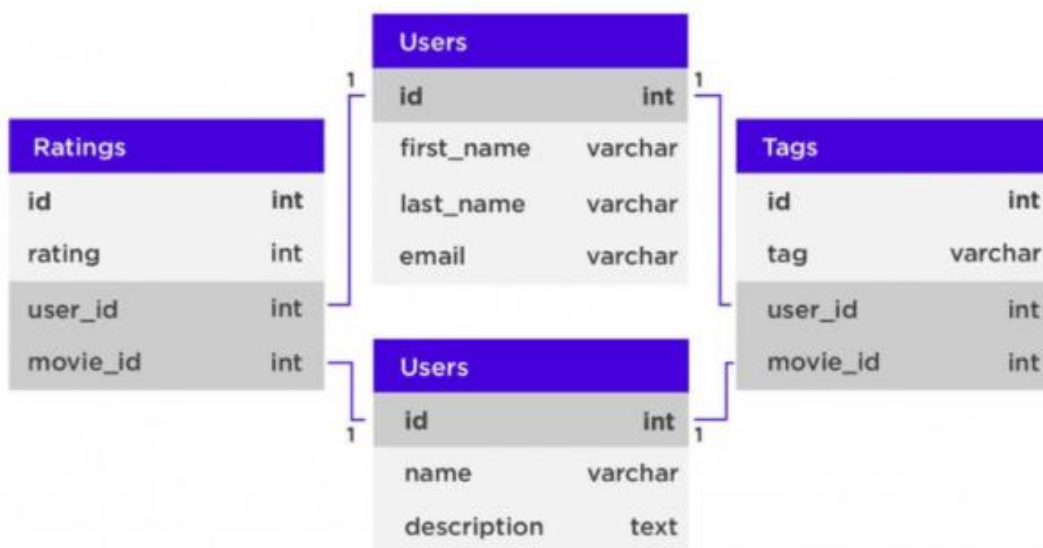 Users
1
1
id int
first_name varchar
last_name varchar
email varchar
Ratings
id int
rating int
user_id int
movie_id int
Tags
id int
tag varchar
user_id int
movie_id int
Users
id int
1
1
name varchar
description text